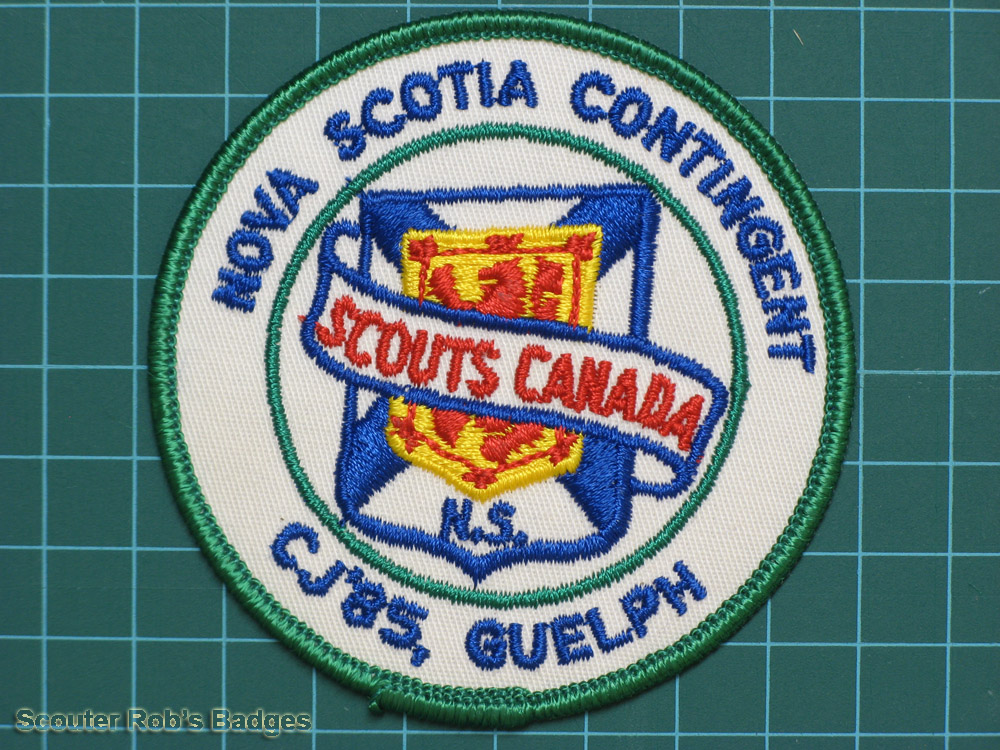 NOVA SCOTIA CONTINGENT
SCOUTS CANADA
N.S.
CJ'85, GUELPH
Scouter Rob's Badges